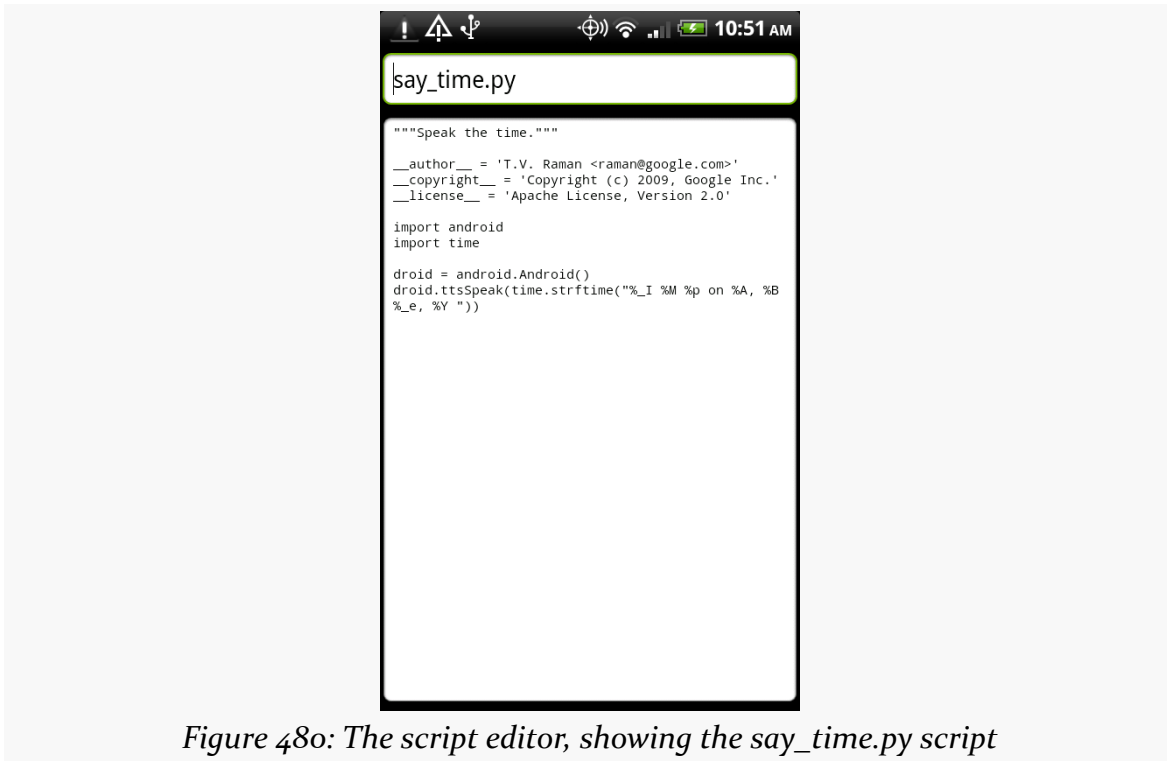 10:51 AM
say_time.py
"""Speak the time."""
__author__ = 'T.V. Raman <raman@google.com>'
__copyright__ = 'Copyright (c) 2009, Google Inc.'
__license__ = 'Apache License, Version 2.0'
import android
import time
droid = android.Android()
droid.ttsSpeak(time.strftime("%_I %M %p on %A, %B
%_e, %Y "))
Figure 480: The script editor, showing the say_time.py script